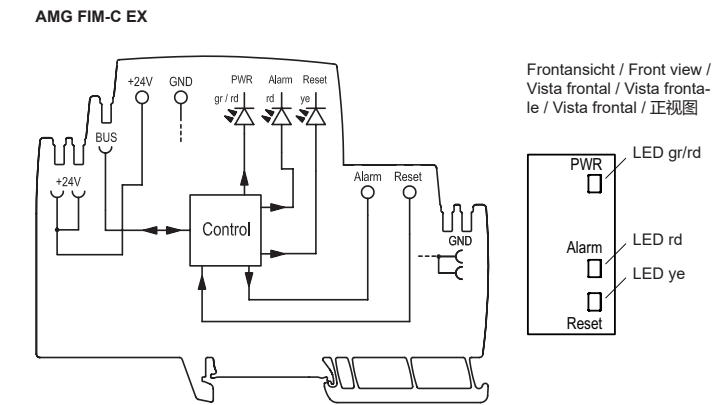 AMG FIM-C EX
+24V
GND
PWR
Alarm
Reset
gr / rd
rd
ye
BUS
+24V
Alarm
Reset
Control
GND
Frontansicht / Front view /
Vista frontal / Vista fronta-
le / Vista frontal / 正视图
PWR
LED gr/rd
Alarm
LED rd
LED ye
Reset